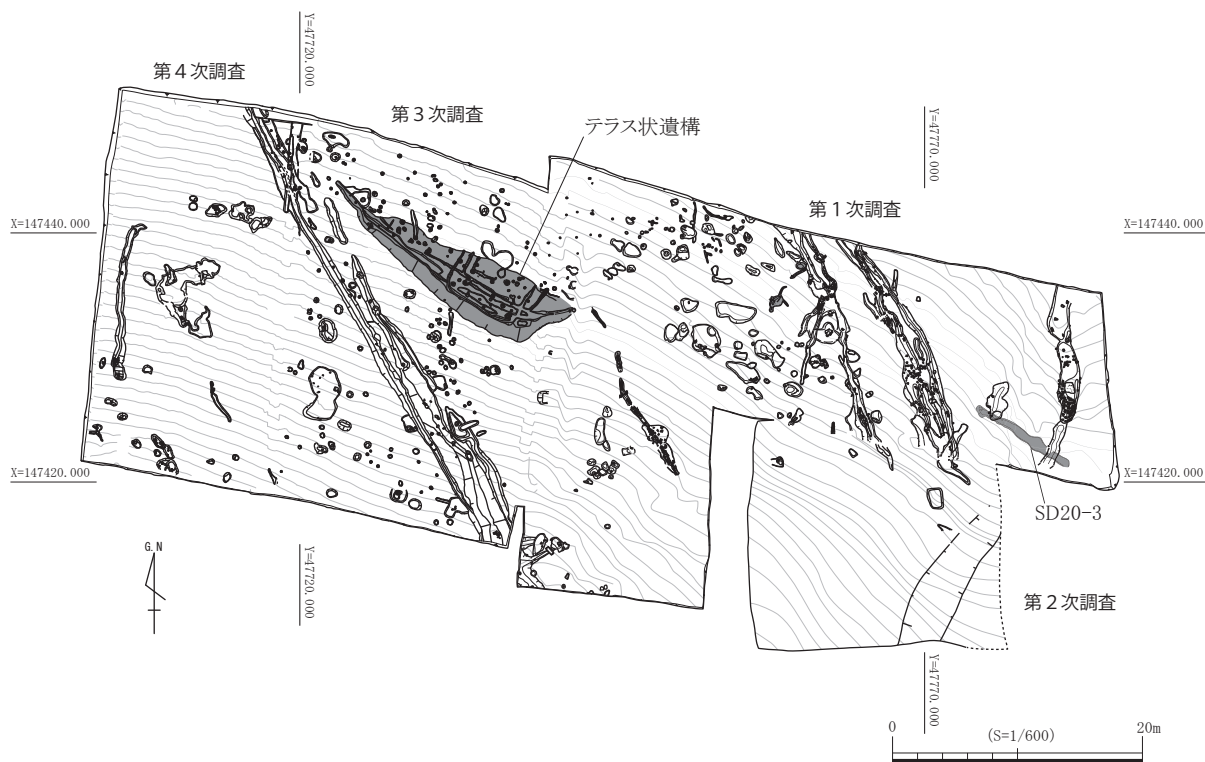 Y=47720.000
第４次調査
第３次調査
テラス状遺構
Y=47770.000
第１次調査
X=147440.000
X=147440.000
X=147420.000
X=147420.000
SD20-3
G.N
Y=47720.000
第２次調査
Y=47770.000
0
20m
(S=1/600)